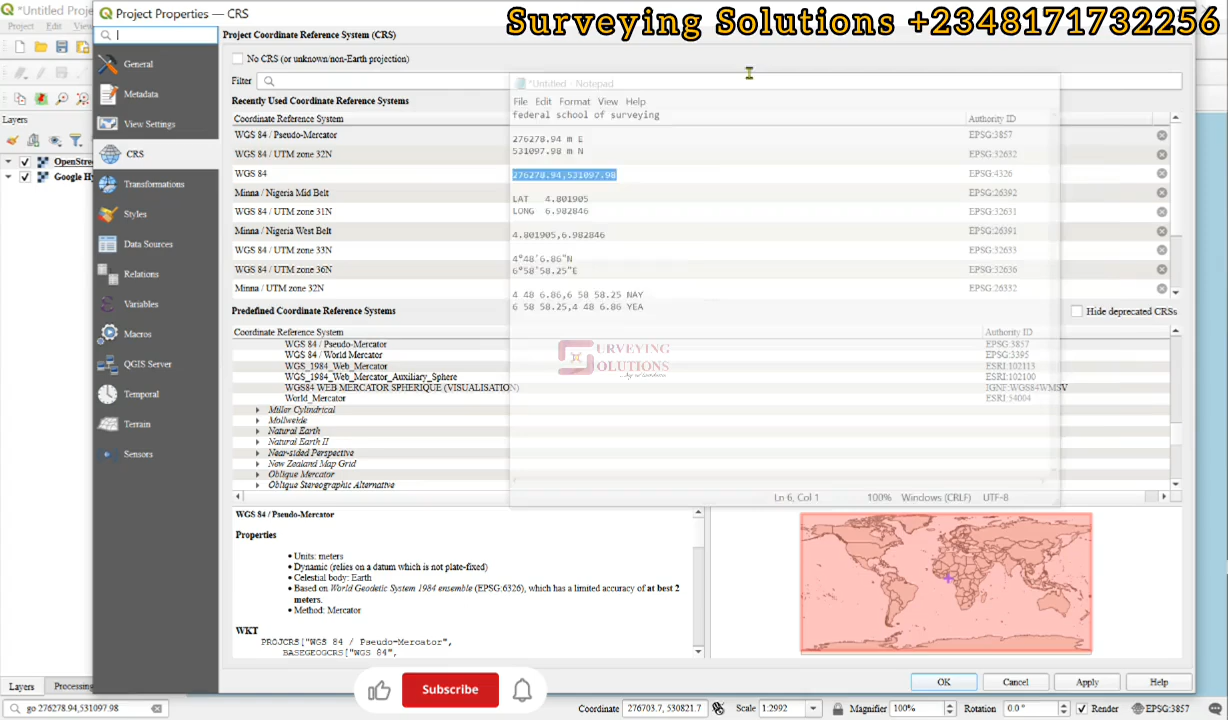 *Untitled Project
Project Properties — CRS
Surveying Solutions +2348171732256
Project
Edit
Project Coordinate Reference System (CRS)
General
Metadata
View Settings
CRS
Transformations
Styles
Data Sources
Relations
Variables
Macros
QGIS Server
Temporal
Terrain
Sensors
No CRS (or unknown/non-Earth projection)
Filter
Recently Used Coordinate Reference Systems
Coordinate Reference System Authority ID
WGS 84 / Pseudo-Mercator EPSG:3857
WGS 84 / UTM zone 32N EPSG:32632
WGS 84 EPSG:4326
Minna / Nigeria Mid Belt EPSG:26392
WGS 84 / UTM zone 31N EPSG:32631
Minna / Nigeria West Belt EPSG:26391
WGS 84 / UTM zone 33N EPSG:32633
WGS 84 / UTM zone 36N EPSG:32636
Minna / UTM zone 32N EPSG:26332
Predefined Coordinate Reference Systems
Hide deprecated CRSs
Coordinate Reference System Authority ID
WGS 84 / Pseudo-Mercator EPSG:3857
WGS 84 / World Mercator EPSG:3395
WGS_1984_Web_Mercator ESRI:102113
WGS_1984_Web_Mercator_Auxiliary_Sphere ESRI:102100
WGS84 WEB MERCATOR SPHERIQUE (VISUALISATION) IGNF:WGS84WMSV
World_Mercator ESRI:54004
Miller Cylindrical
Mollweide
Natural Earth
Natural Earth II
Near-sided Perspective
New Zealand Map Grid
Oblique Mercator
Oblique Stereographic Alternative
*Untitled - Notepad
File Edit Format View Help
federal school of surveying
276278.94 m E
531097.98 m N
276278.94,531097.98
LAT 4.801905
LONG 6.982846
4.801905,6.982846
4°48'6.86"N
6°58'58.25"E
4 48 6.86,6 58 58.25 NAY
6 58 58.25,4 48 6.86 YEA
SURVEYING
SOLUTIONS
Ln 6, Col 1 100% Windows (CRLF) UTF-8
WGS 84 / Pseudo-Mercator
Properties
• Units: meters
• Dynamic (relies on a datum which is not plate-fixed)
• Celestial body: Earth
• Based on World Geodetic System 1984 ensemble (EPSG:6326), which has a limited accuracy of at best 2
meters.
• Method: Mercator
WKT
PROJCRS["WGS 84 / Pseudo-Mercator",
BASEGEOGCRS["WGS 84",
Layers
OpenStre
Google Hy
Subscribe
OK Cancel Apply Help
Layers Processing
go 276278.94,531097.98
Coordinate 276703.7, 530821.7 Scale 1:2992 Magnifier 100% Rotation 0.0° Render EPSG:3857